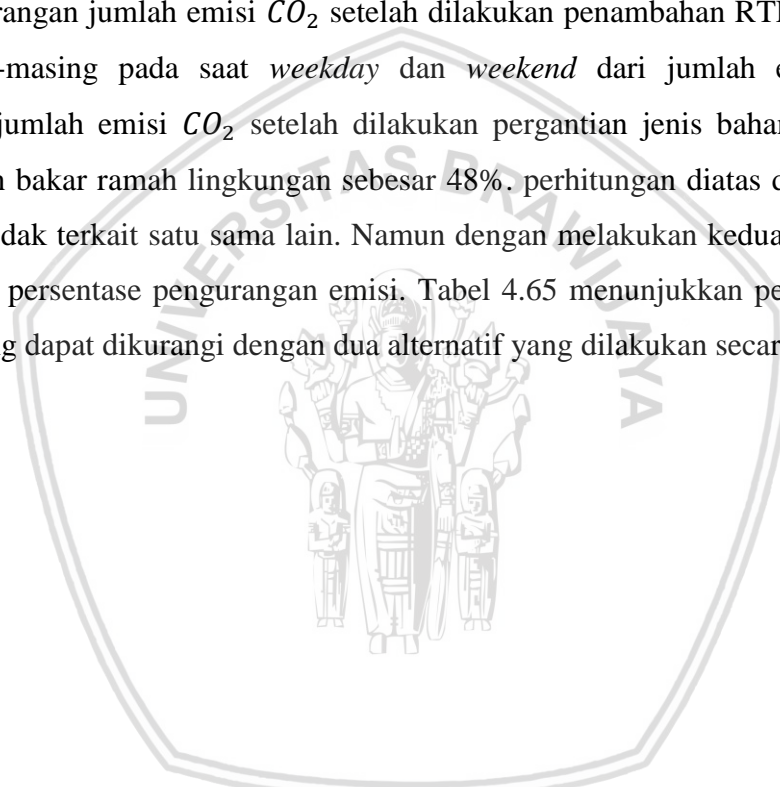 rangan jumlah emisi 𝐶𝑂₂ setelah dilakukan penambahan
-masing pada saat weekday dan weekend dari jumlah
jumlah emisi 𝐶𝑂₂ setelah dilakukan pergantian jenis bahan
bakar ramah lingkungan sebesar 48%. perhitungan diatas
dak terkait satu sama lain. Namun dengan melakukan kedua
persentase pengurangan emisi. Tabel 4.65 menunjukkan
g dapat dikurangi dengan dua alternatif yang dilakukan secar
UNIVERSITAS BRAWIJAYA